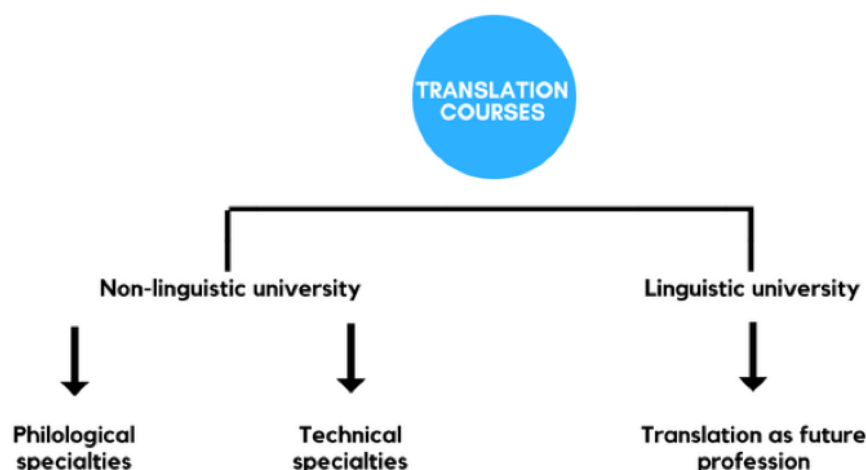 TRANSLATION
COURSES
Non-linguistic university
Linguistic university
Philological
specialties
Technical
specialties
Translation as future
profession